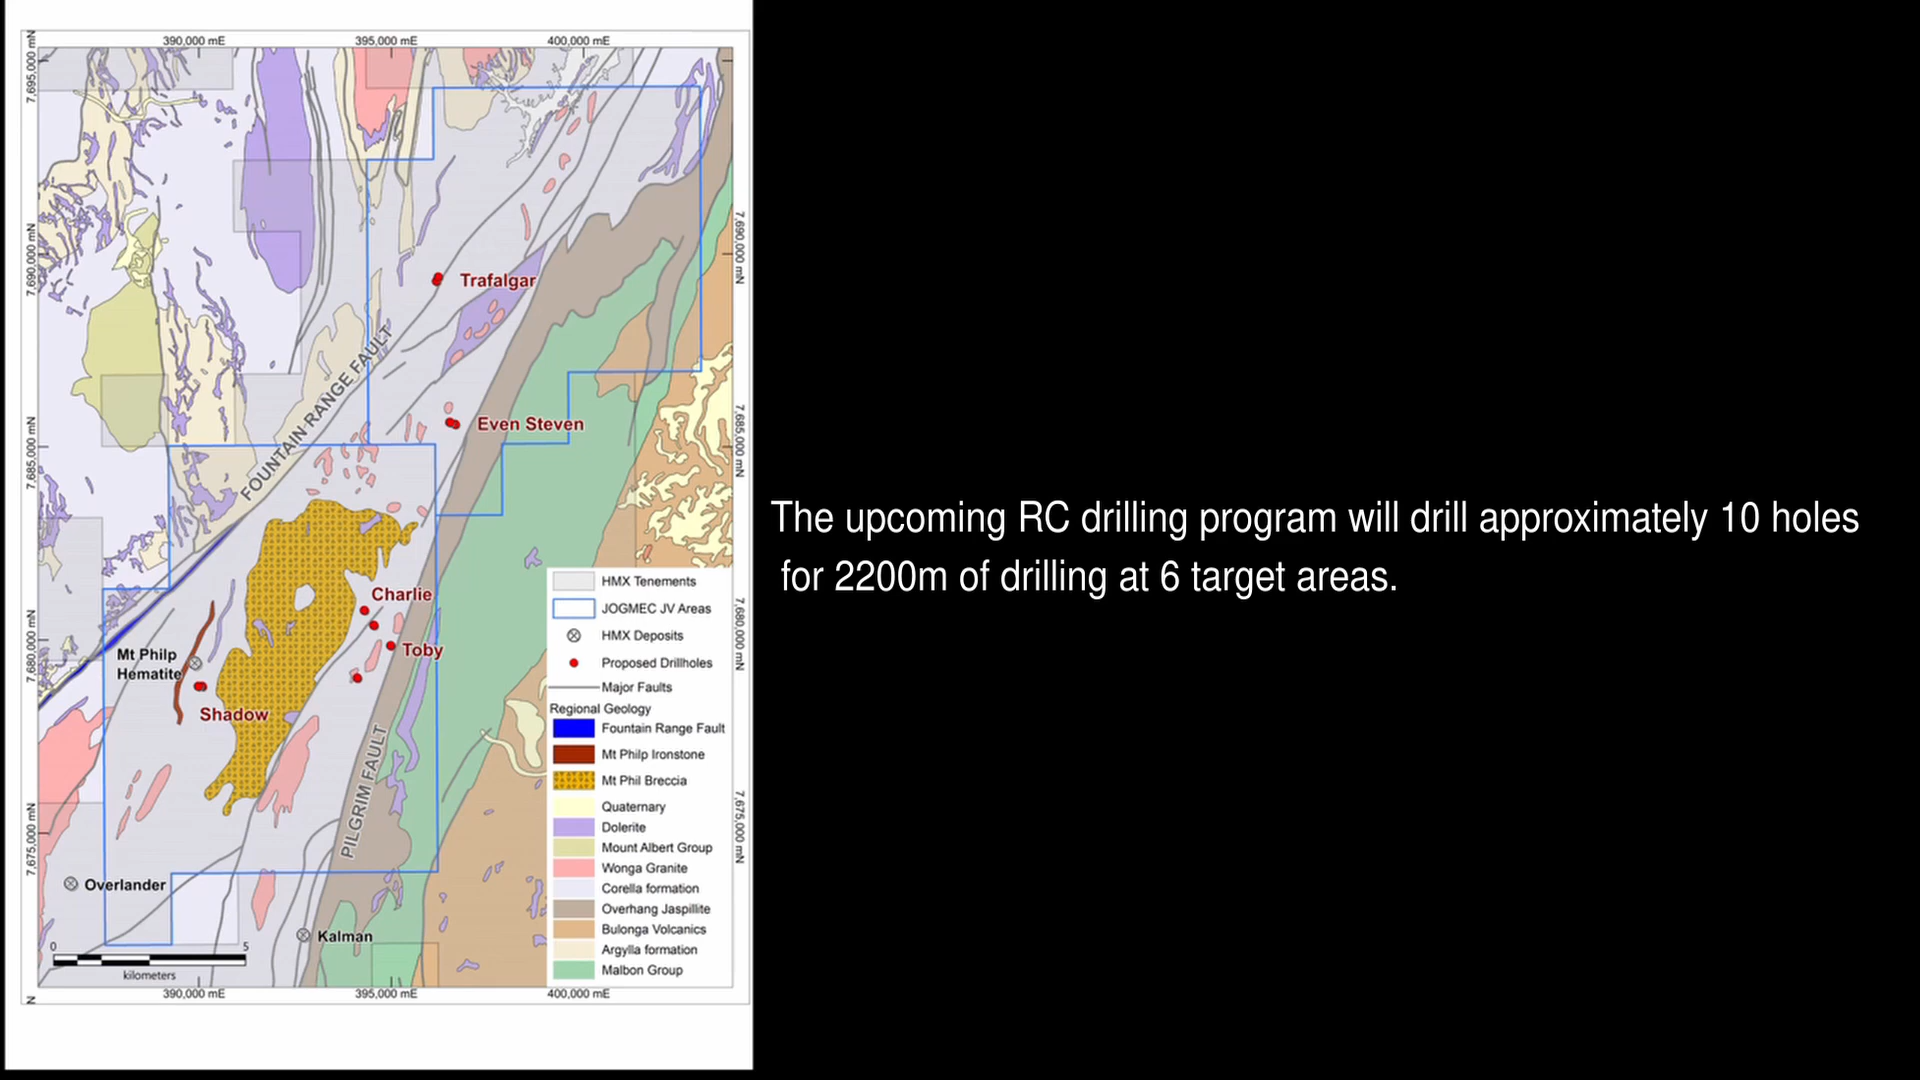 390,000 mE
395,000 mE
400,000 mE
7,695,000 mN
7,690,000 mN
7,690,000 mN
Trafalgar
FOUNTAIN RANGE FAULT
Even Steven
7,685,000 mN
7,685,000 mN
Charlie
Toby
7,680,000 mN
7,680,000 mN
Mt Philp
Hematite
Shadow
PILGRIM FAULT
7,675,000 mN
7,675,000 mN
Overlander
Kalman
0 5
kilometers
HMX Tenements
JOGMEC JV Areas
HMX Deposits
Proposed Drillholes
Major Faults
Regional Geology
Fountain Range Fault
Mt Philp Ironstone
Mt Phil Breccia
Quaternary
Dolerite
Mount Albert Group
Wonga Granite
Corella formation
Overhang Jaspillite
Bulonga Volcanics
Argylla formation
Malbon Group
N
390,000 mE
395,000 mE
400,000 mE
The upcoming RC drilling program will drill approximately 10 holes
for 2200m of drilling at 6 target areas.